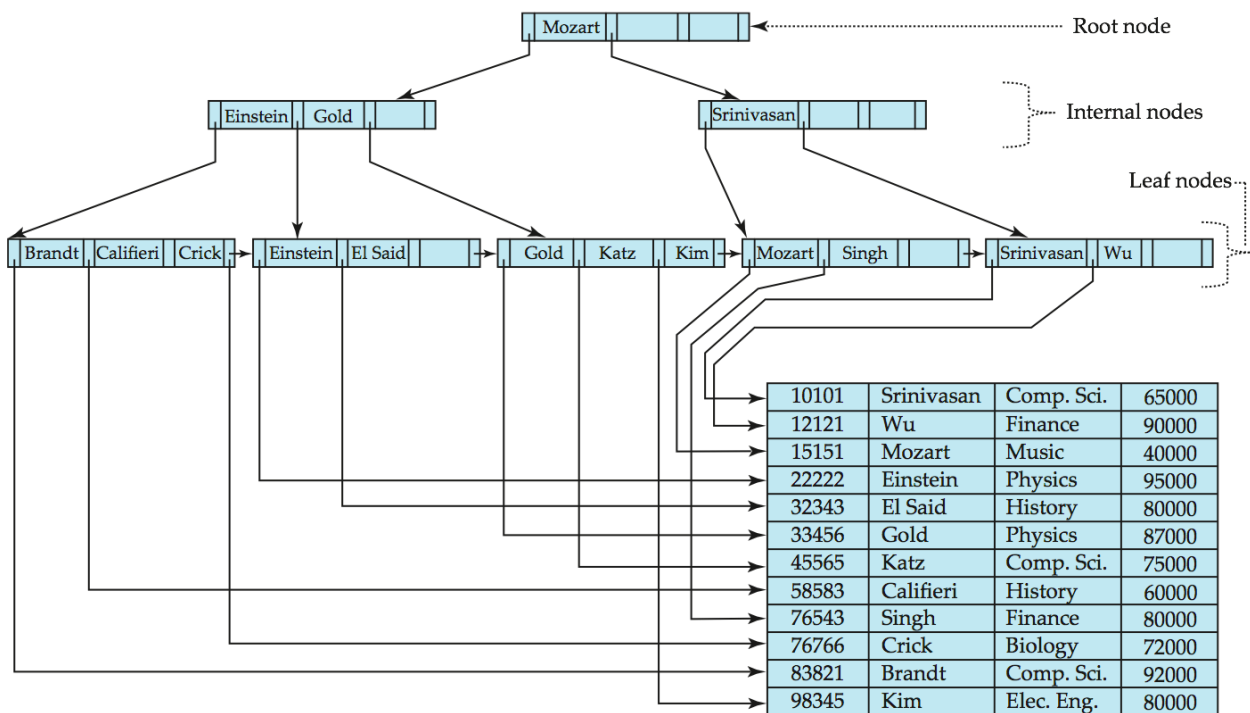 Mozart
Root node
Einstein Gold
Srinivasan
Internal nodes
Leaf nodes
Brandt Califieri Crick Einstein El Said Gold Katz Kim Mozart Singh Srinivasan Wu
10101 Srinivasan Comp. Sci. 65000
12121 Wu Finance 90000
15151 Mozart Music 40000
22222 Einstein Physics 95000
32343 El Said History 80000
33456 Gold Physics 87000
45565 Katz Comp. Sci. 75000
58583 Califieri History 60000
76543 Singh Finance 80000
76766 Crick Biology 72000
83821 Brandt Comp. Sci. 92000
98345 Kim Elec. Eng. 80000